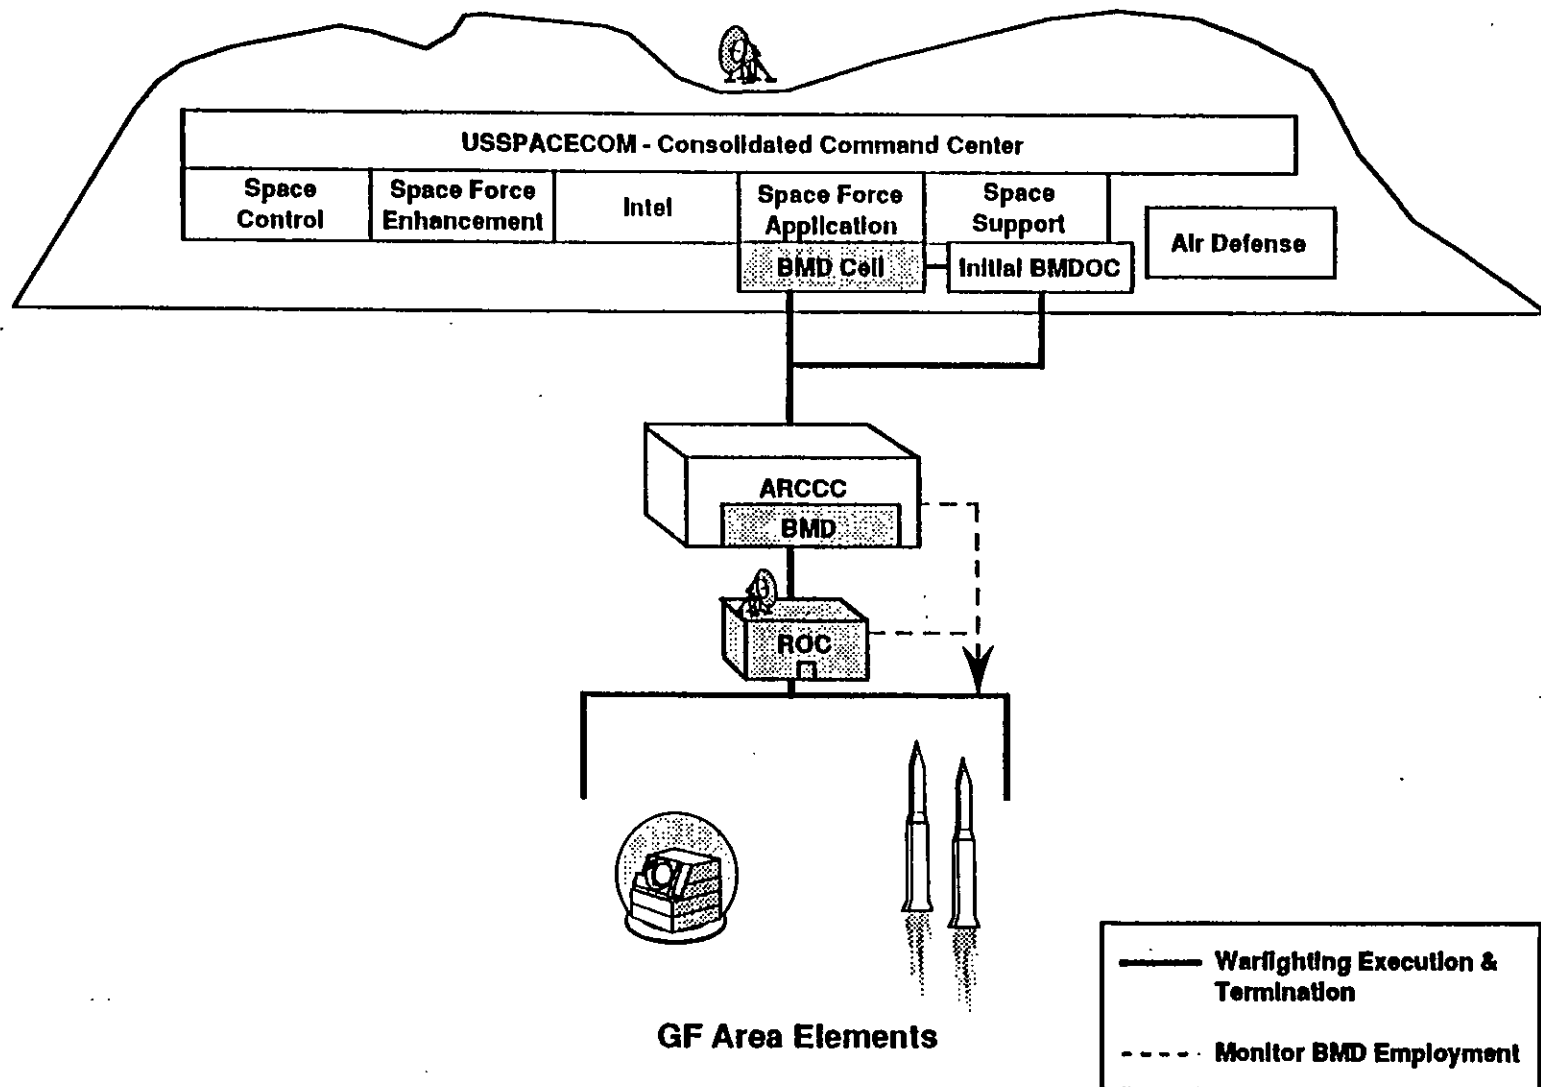 USSPACECOM - Consolidated Command Center
Space
Control
Space Force
Enhancement
Intel
Space Force
Application
Space
Support
Air Defense
BMD Cell
Initial BMDOC
ARCCC
BMD
ROC
GF Area Elements
Warfighting Execution &
Termination
Monitor BMD Employment